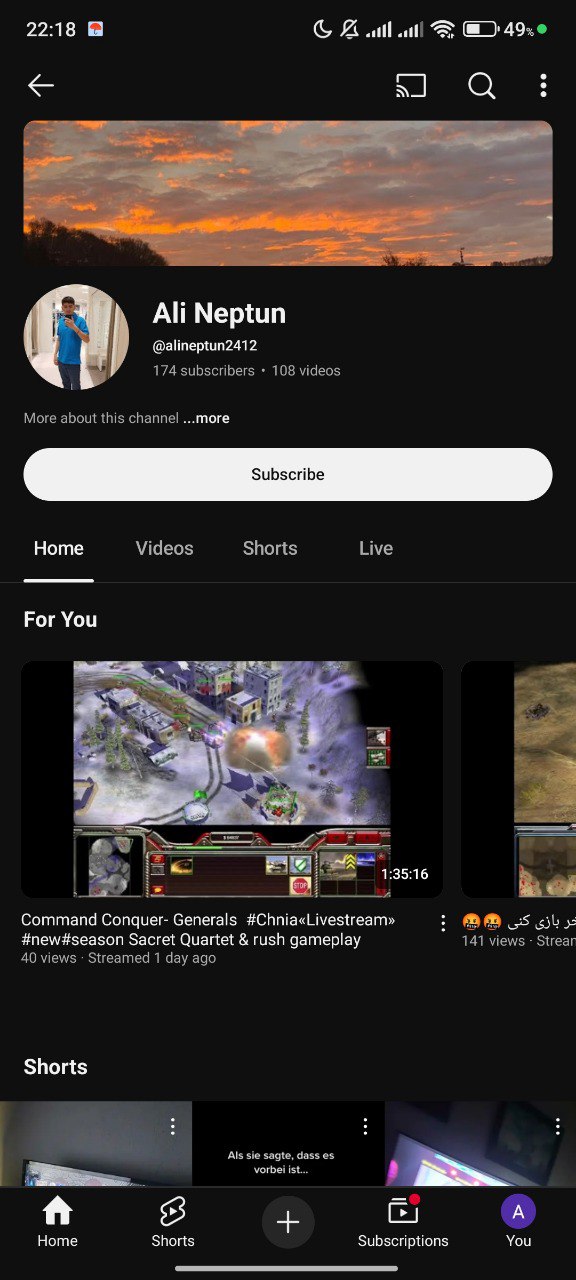 22:18
49%
Ali Neptun
@alineptun2412
174 subscribers • 108 videos
More about this channel ...more
Subscribe
Home
Videos
Shorts
Live
For You
STOP
1:35:16
Command Conquer- Generals #Chnia«Livestream»
#new#season Sacret Quartet & rush gameplay
40 views · Streamed 1 day ago
🤬🤬 بازی کنی
141 views · Strear
Shorts
Als sie sagte, dass es
vorbei ist...
Home
Shorts
Subscriptions
A
You